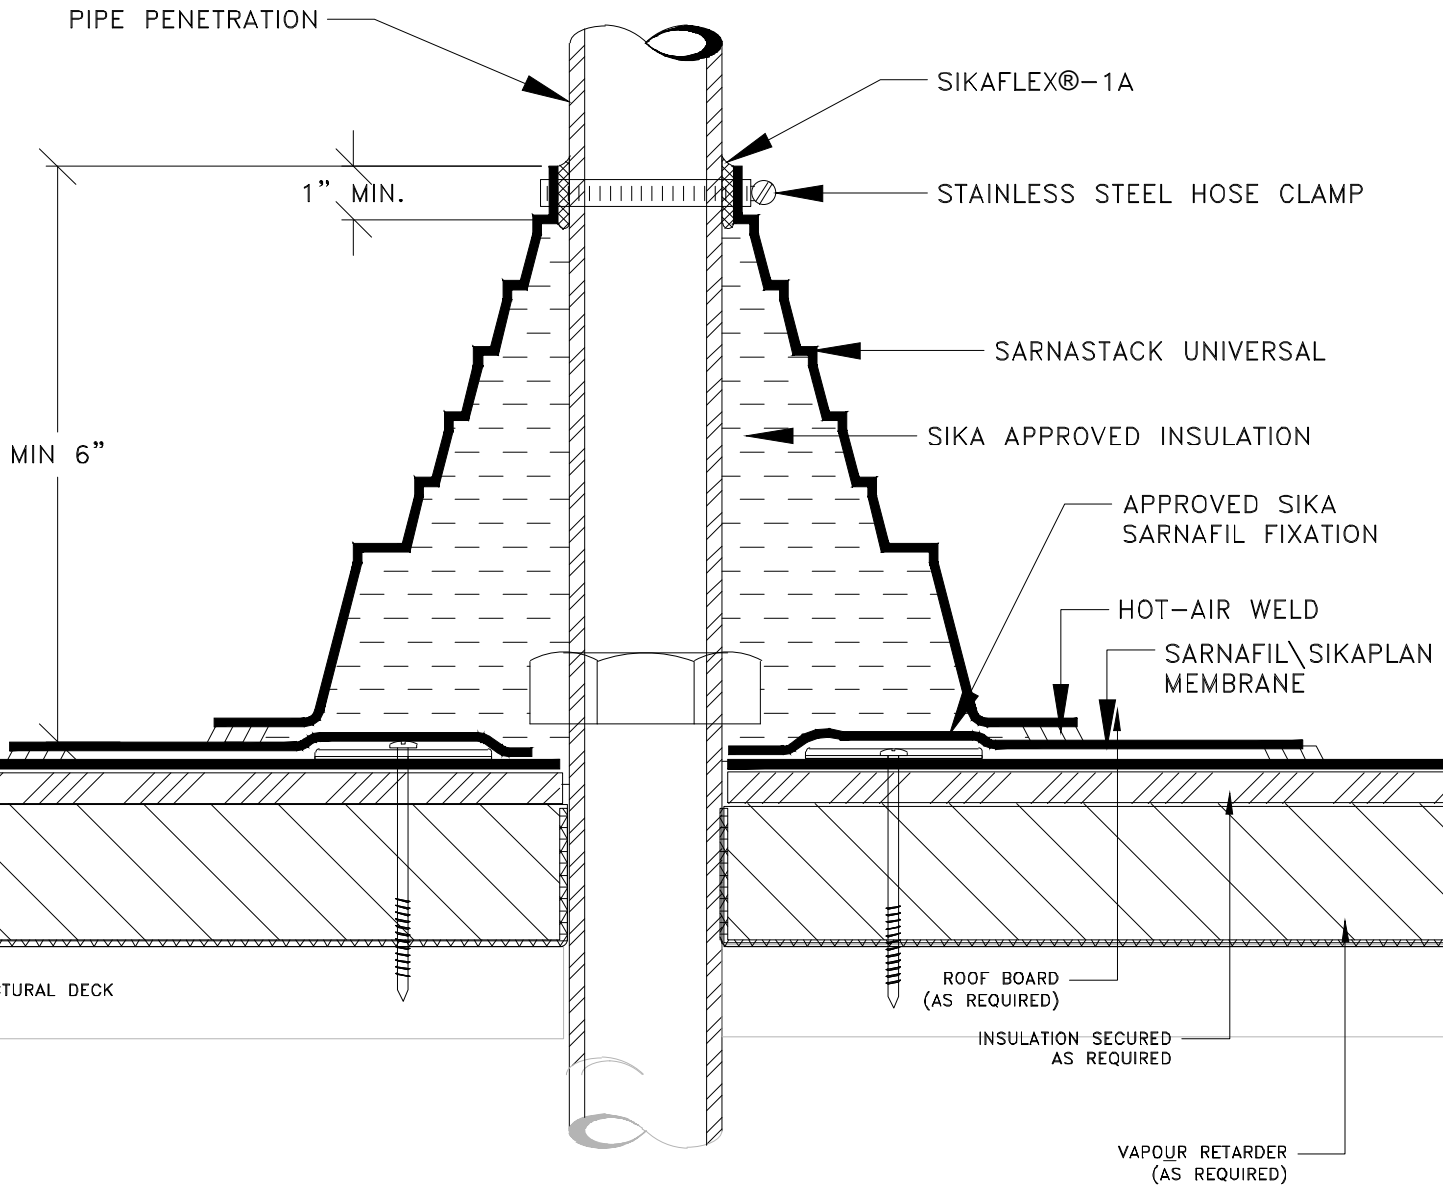 PIPE PENETRATION
SIKAFLEX®-1A
1” MIN.
STAINLESS STEEL HOSE CLAMP
SARNASTACK UNIVERSAL
MIN 6”
SIKA APPROVED INSULATION
APPROVED SIKA
SARNAFIL FIXATION
HOT-AIR WELD
SARNAFIL\SIKAPLAN
MEMBRANE
CTURAL DECK
ROOF BOARD
(AS REQUIRED)
INSULATION SECURED
AS REQUIRED
VAPOUR RETARDER
(AS REQUIRED)